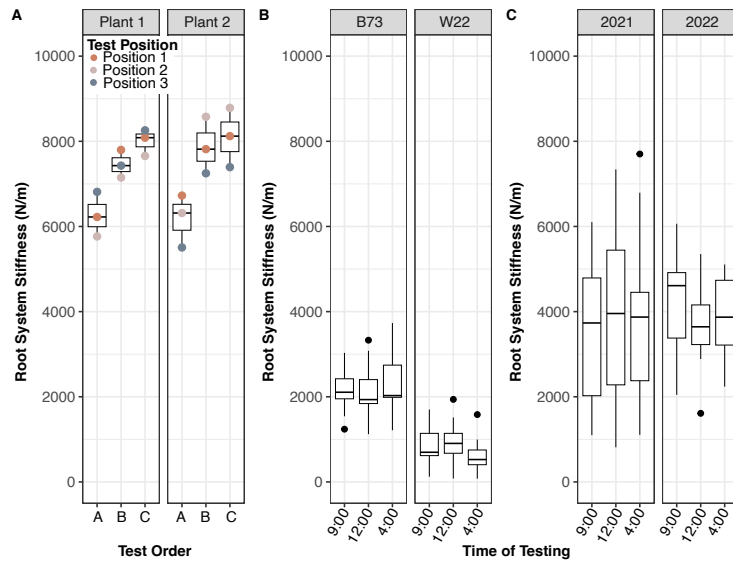 A
Plant 1
Plant 2
Test Position
Position 1
Position 2
Position 3
Root System Stiffness (N/m)
10000
8000
6000
4000
2000
0
A B C
A B C
Test Order
B
B73
W22
Root System Stiffness (N/m)
10000
8000
6000
4000
2000
0
9:00 12:00 4:00
9:00 12:00 4:00
C
2021
2022
Root System Stiffness (N/m)
10000
8000
6000
4000
2000
0
9:00 12:00 4:00
9:00 12:00 4:00
Time of Testing